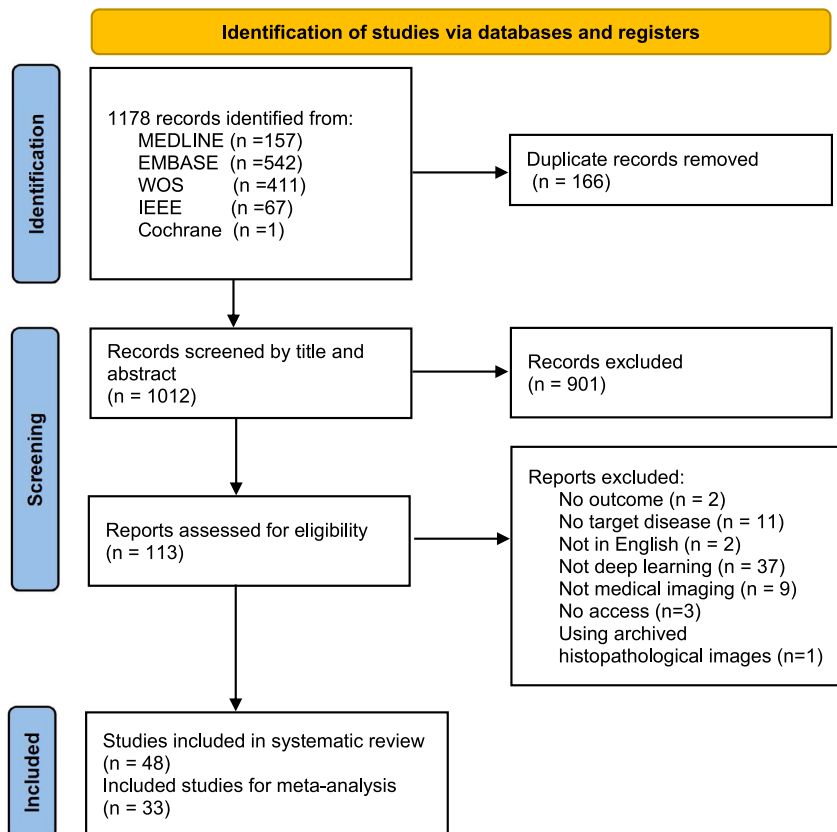 Identification of studies via databases and registers
Identification
1178 records identified from:
MEDLINE (n =157)
EMBASE (n =542)
WOS (n =411)
IEEE (n =67)
Cochrane (n =1)
Duplicate records removed
(n = 166)
Screening
Records screened by title and
abstract
(n = 1012)
Records excluded
(n = 901)
Reports assessed for eligibility
(n = 113)
Reports excluded:
No outcome (n = 2)
No target disease (n = 11)
Not in English (n = 2)
Not deep learning (n = 37)
Not medical imaging (n = 9)
No access (n=3)
Using archived
histopathological images (n=1)
Included
Studies included in systematic review
(n = 48)
Included studies for meta-analysis
(n = 33)